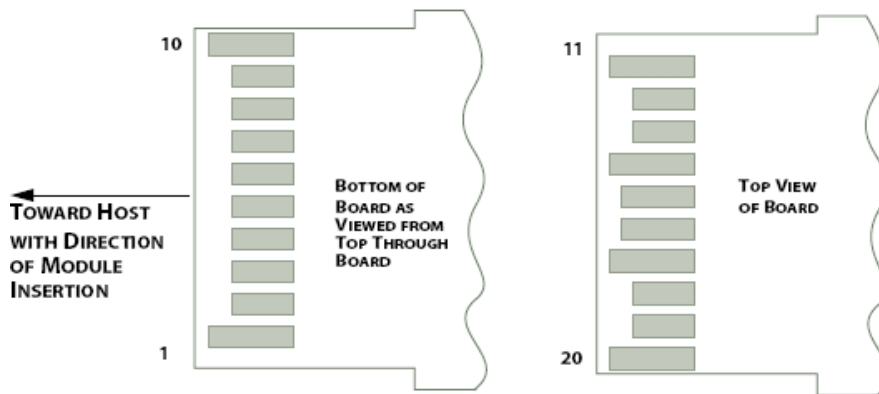 10
1
TOWARD HOST
WITH DIRECTION
OF MODULE
INSERTION
BOTTOM OF
BOARD AS
VIEWED FROM
TOP THROUGH
BOARD
11
20
TOP VIEW
OF BOARD